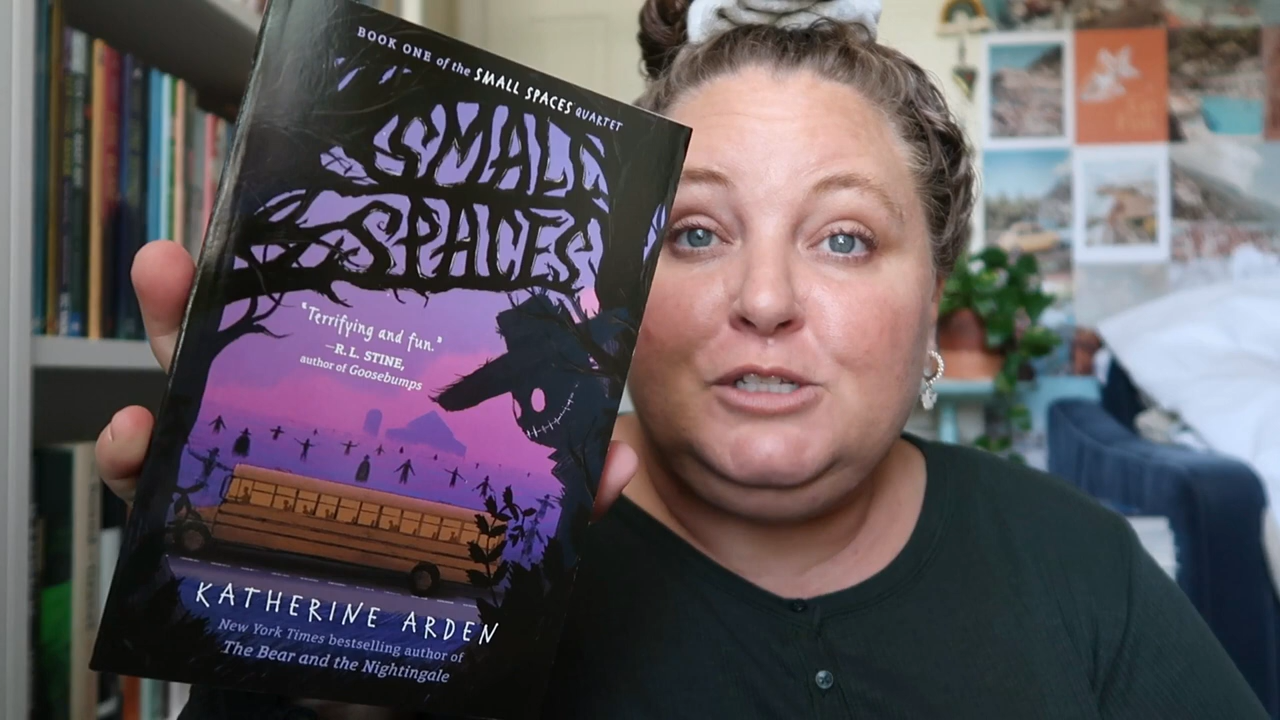 BOOK ONE of the SMALL SPACES QUARTET
SMALL
SPACES
"Terrifying and fun."
—R.L. STINE,
author of Goosebumps
KATHERINE ARDEN
New York Times bestselling author of
The Bear and the Nightingale